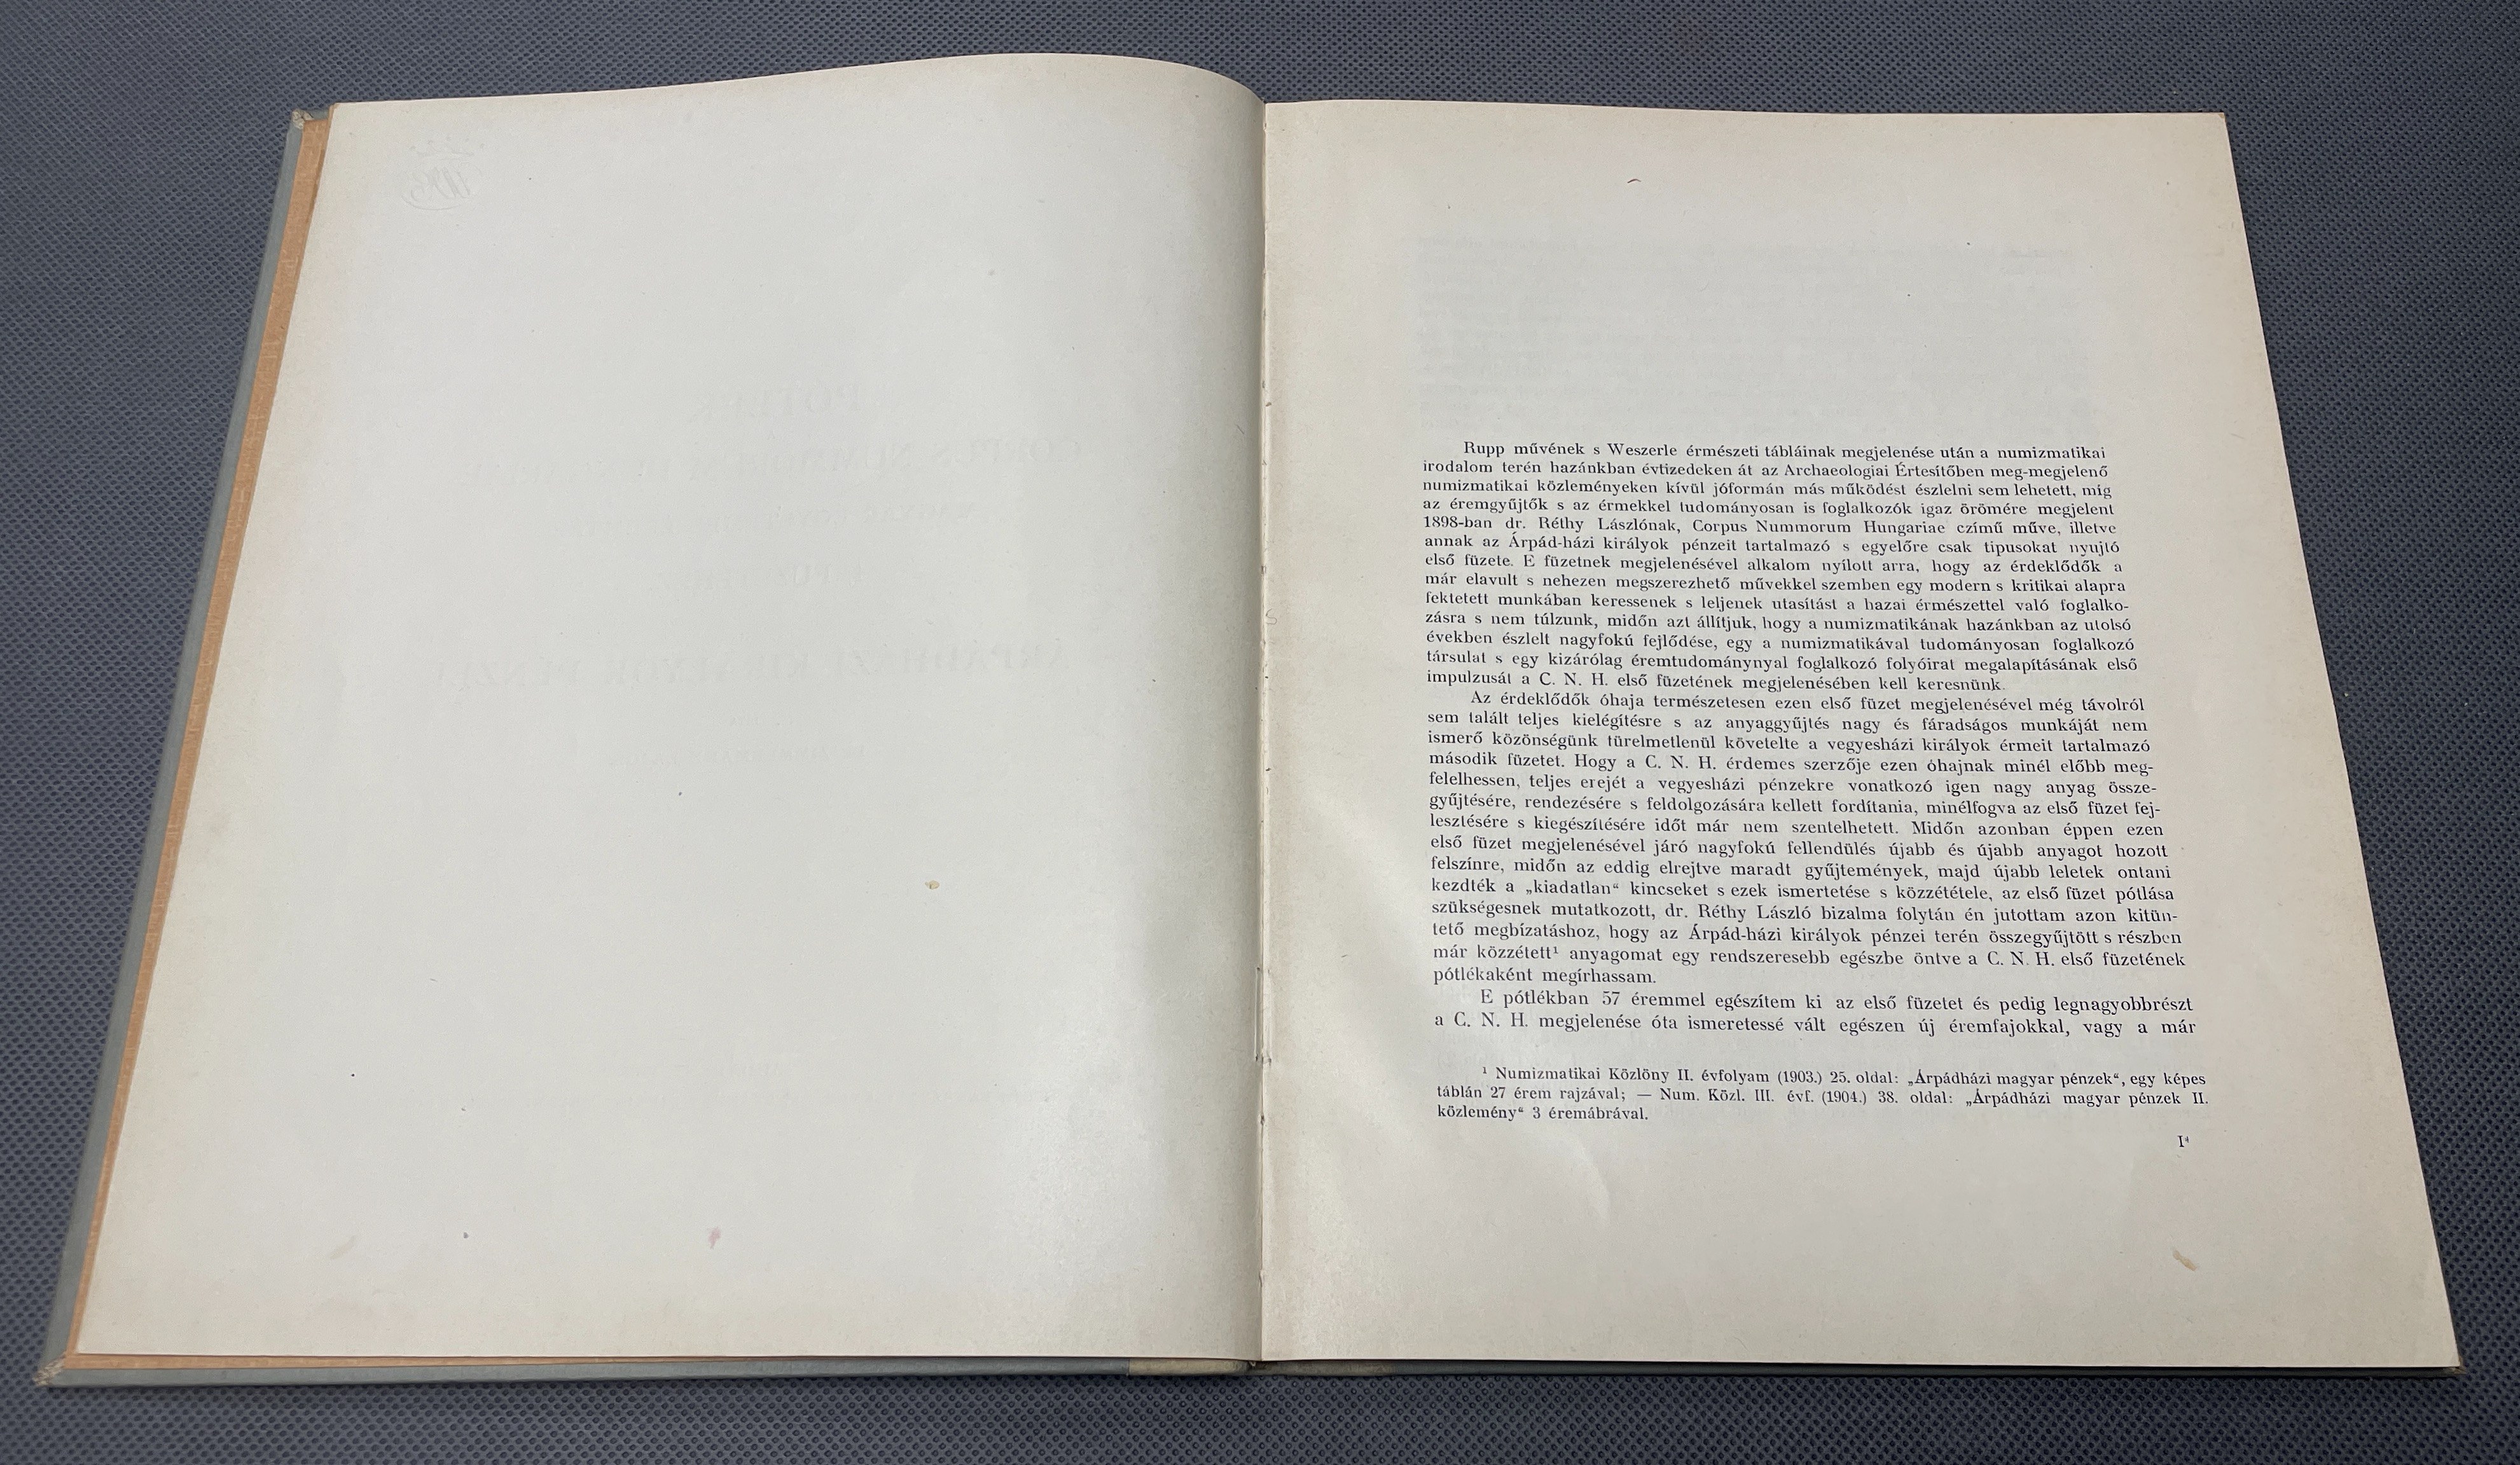 Rupp művének s Weszerle érmészeti tábláinak megjelenése után a numizmatikai
irodalom terén hazánkban évtizedeken át az Archaeologiai Értesítőben meg-megjelenő
numizmatikai közleményeken kívül jóformán más működést észlelni sem lehetett, míg
az éremgyűjtők s az érmekkel tudományosan is foglalkozók igaz örömére megjelent
1898-ban dr. Réthy Lászlónak, Corpus Nummorum Hungariae czímű műve, illetve
annak az Árpád-házi királyok pénzeit tartalmazó s egyelőre csak tipusokat nyujtó
első füzete. E füzetnek megjelenésével alkalom nyílott arra, hogy az érdeklődők a
már elavult s nehezen megszerezhető művekkel szemben egy modern s kritikai alapra
fektetett munkában keressenek s leljenek utasítást a hazai érmészettel való foglalko-
zásra s nem túlzunk, midőn azt állítjuk, hogy a numizmatikának hazánkban az utolsó
években észlelt nagyfokú fejlődése, egy a numizmatikával tudományosan foglalkozó
társulat s egy kizárólag éremtudománynyal foglalkozó folyóirat megalapításának első
impulzusát a C. N. H. első füzetének megjelenésében kell keresnünk.
Az érdeklődők óhaja természetesen ezen első füzet megjelenésével még távolról
sem talált teljes kielégítésre s az anyaggyűjtés nagy és fáradságos munkáját nem
ismerő közönségünk türelmetlenül követelte a vegyesházi királyok érmeit tartalmazó
második füzetet. Hogy a C. N. H. érdemes szerzője ezen óhajnak minél előbb meg-
felelhessen, teljes erejét a vegyesházi pénzekre vonatkozó igen nagy anyag össze-
gyűjtésére, rendezésére s feldolgozására kellett fordítania, minélfogva az első füzet fej-
lesztésére s kiegészítésére időt már nem szentelhetett. Midőn azonban éppen ezen
első füzet megjelenésével járó nagyfokú fellendülés újabb és újabb anyagot hozott
felszínre, midőn az eddig elrejtve maradt gyűjtemények, majd újabb leletek ontani
kezdték a „kiadatlan“ kincseket s ezek ismertetése s közzététele, az első füzet pótlása
szükségesnek mutatkozott, dr. Réthy László bizalma folytán én jutottam azon kitün-
tető megbízatáshoz, hogy az Árpád-házi királyok pénzei terén összegyűjtött s részben
már közzétett¹ anyagomat egy rendszeresebb egészbe öntve a C. N. H. első füzetének
pótlékaként megírhassam.
E pótlékban 57 éremmel egészítem ki az első füzetet és pedig legnagyobbrészt
a C. N. H. megjelenése óta ismeretessé vált egészen új éremfajokkal, vagy a már
¹ Numizmatikai Közlöny II. évfolyam (1903.) 25. oldal: „Árpádházi magyar pénzek“, egy képes
táblán 27 érem rajzával; — Num. Közl. III. évf. (1904.) 38. oldal: „Árpádházi magyar pénzek II.
közlemény“ 3 éremábrával.